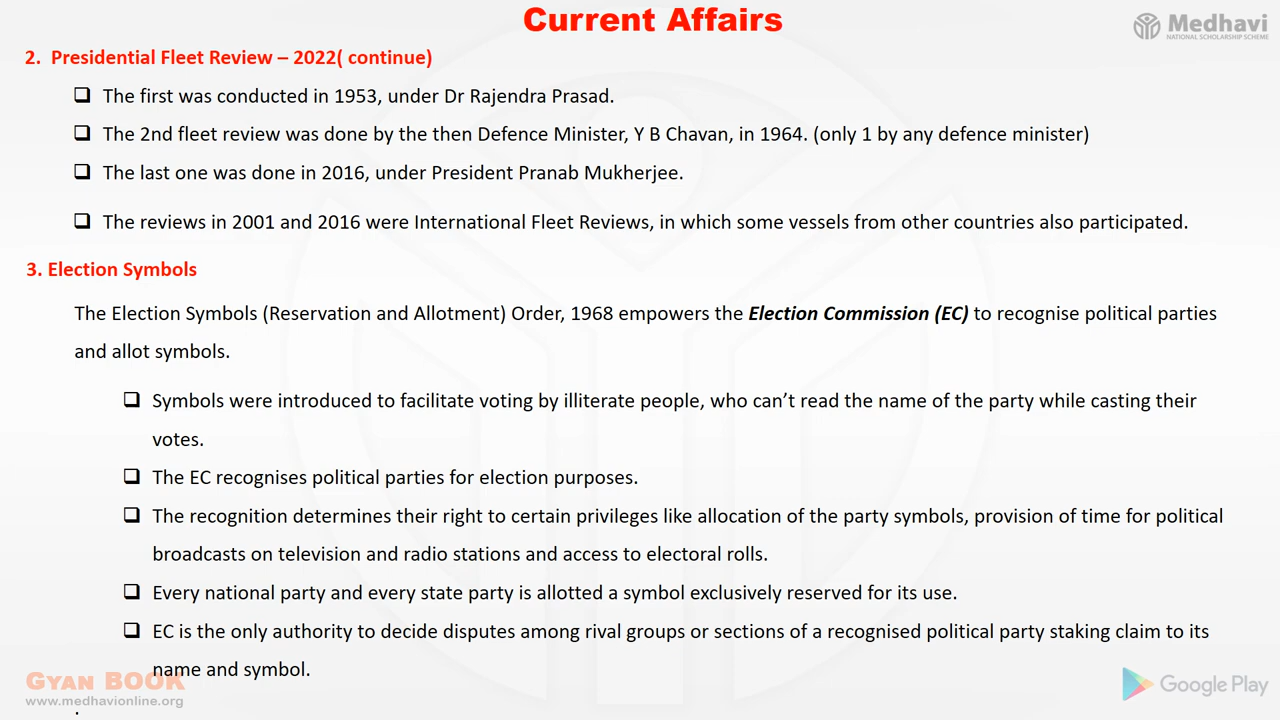 Current Affairs
Medhavi
NATIONAL SCHOLARSHIP SCHEME
2. Presidential Fleet Review – 2022( continue)
❑ The first was conducted in 1953, under Dr Rajendra Prasad.
❑ The 2nd fleet review was done by the then Defence Minister, Y B Chavan, in 1964. (only 1 by any defence minister)
❑ The last one was done in 2016, under President Pranab Mukherjee.
❑ The reviews in 2001 and 2016 were International Fleet Reviews, in which some vessels from other countries also participated.
3. Election Symbols
The Election Symbols (Reservation and Allotment) Order, 1968 empowers the Election Commission (EC) to recognise political parties
and allot symbols.
❑ Symbols were introduced to facilitate voting by illiterate people, who can’t read the name of the party while casting their
votes.
❑ The EC recognises political parties for election purposes.
❑ The recognition determines their right to certain privileges like allocation of the party symbols, provision of time for political
broadcasts on television and radio stations and access to electoral rolls.
❑ Every national party and every state party is allotted a symbol exclusively reserved for its use.
❑ EC is the only authority to decide disputes among rival groups or sections of a recognised political party staking claim to its
name and symbol.
.
Gyan BOOK
www.medhavionline.org
Google Play